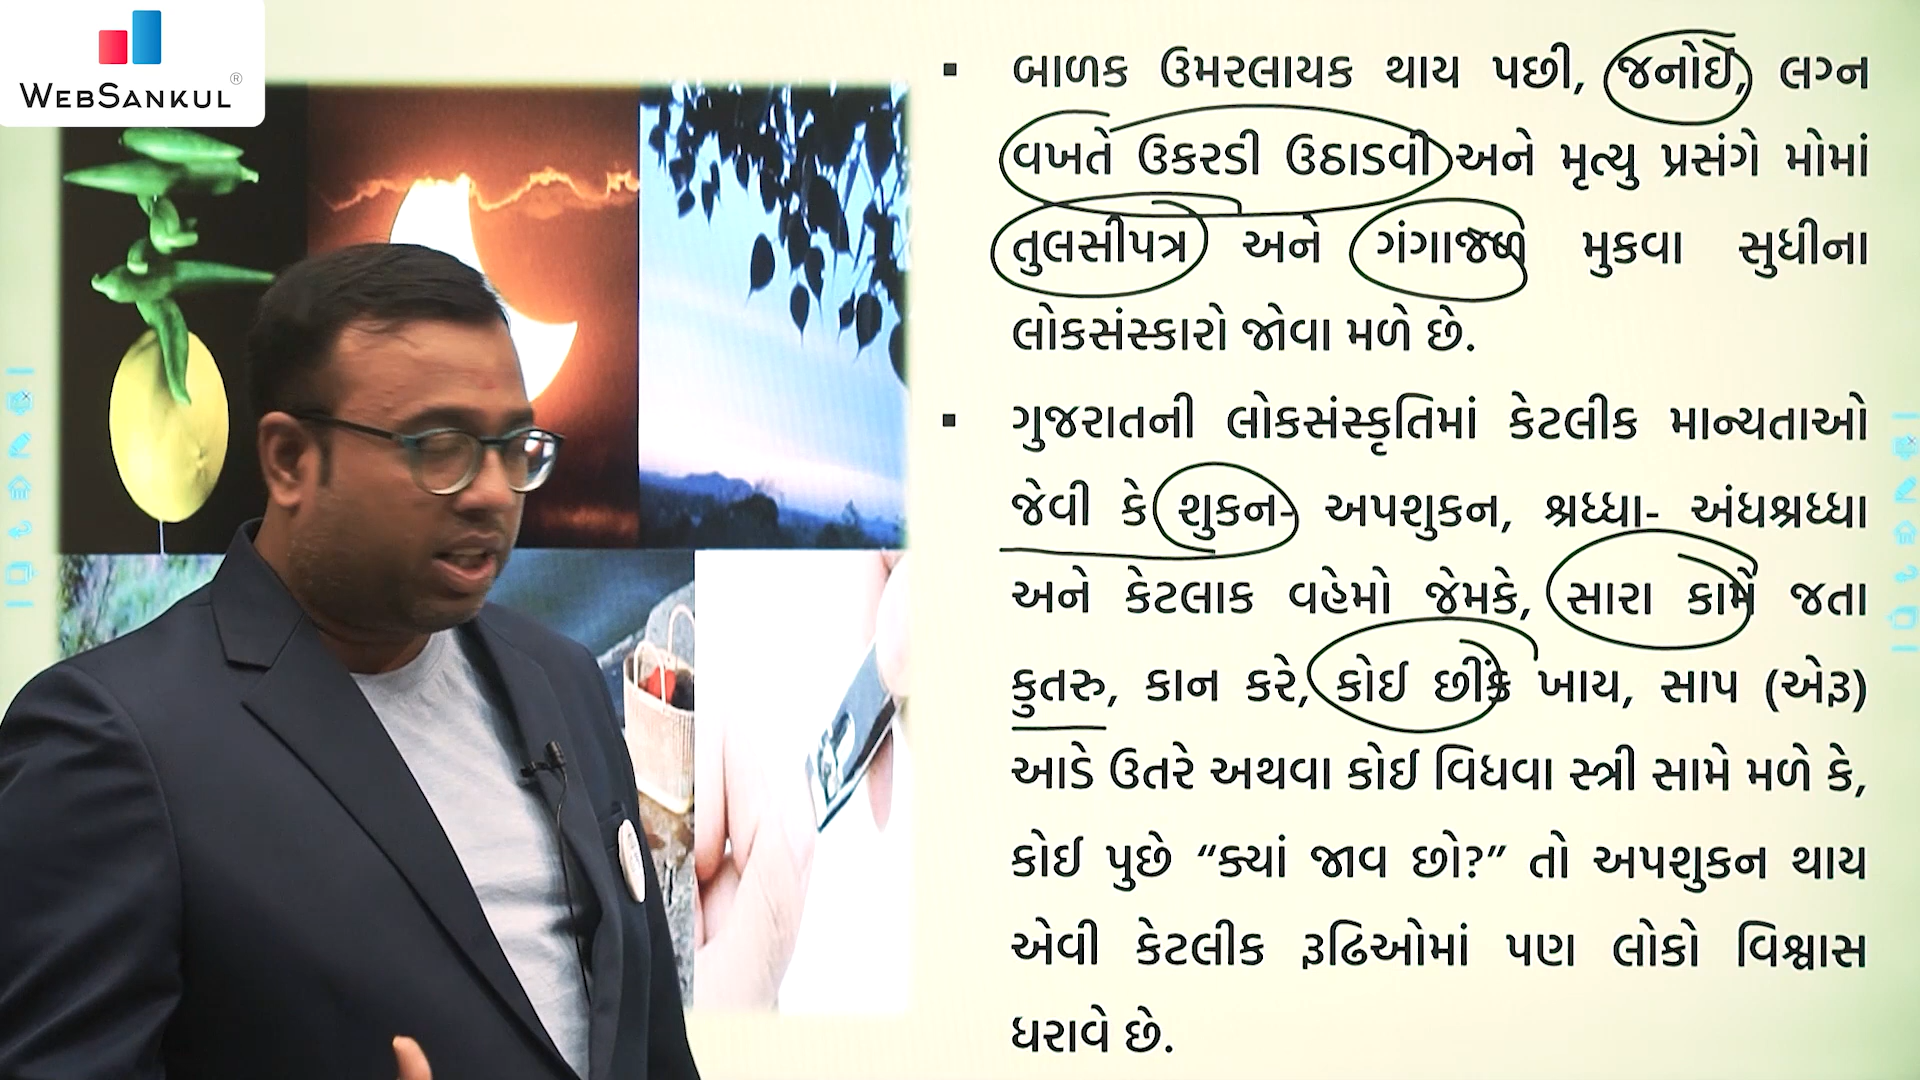 WEBSANKUL®
▪ બાળક ઉમરલાયક થાય પછી, જનોઈ, લગ્ન
વખતે ઉકરડી ઉઠાડવી અને મૃત્યુ પ્રસંગે મોમાં
તુલસીપત્ર અને ગંગાજળ મુકવા સુધીના
લોકસંસ્કારો જોવા મળે છે.
▪ ગુજરાતની લોકસંસ્કૃતિમાં કેટલીક માન્યતાઓ
જેવી કે શુકન- અપશુકન, શ્રધ્ધા- અંધશ્રધ્ધા
અને કેટલાક વહેમો જેમકે, સારા કામે જતા
કુતરુ, કાન કરે, કોઈ છીંક ખાય, સાપ (એરૂ)
આડે ઉતરે અથવા કોઈ વિધવા સ્ત્રી સામે મળે કે,
કોઈ પુછે “ક્યાં જાવ છો?” તો અપશુકન થાય
એવી કેટલીક રૂઢિઓમાં પણ લોકો વિશ્વાસ
ધરાવે છે.